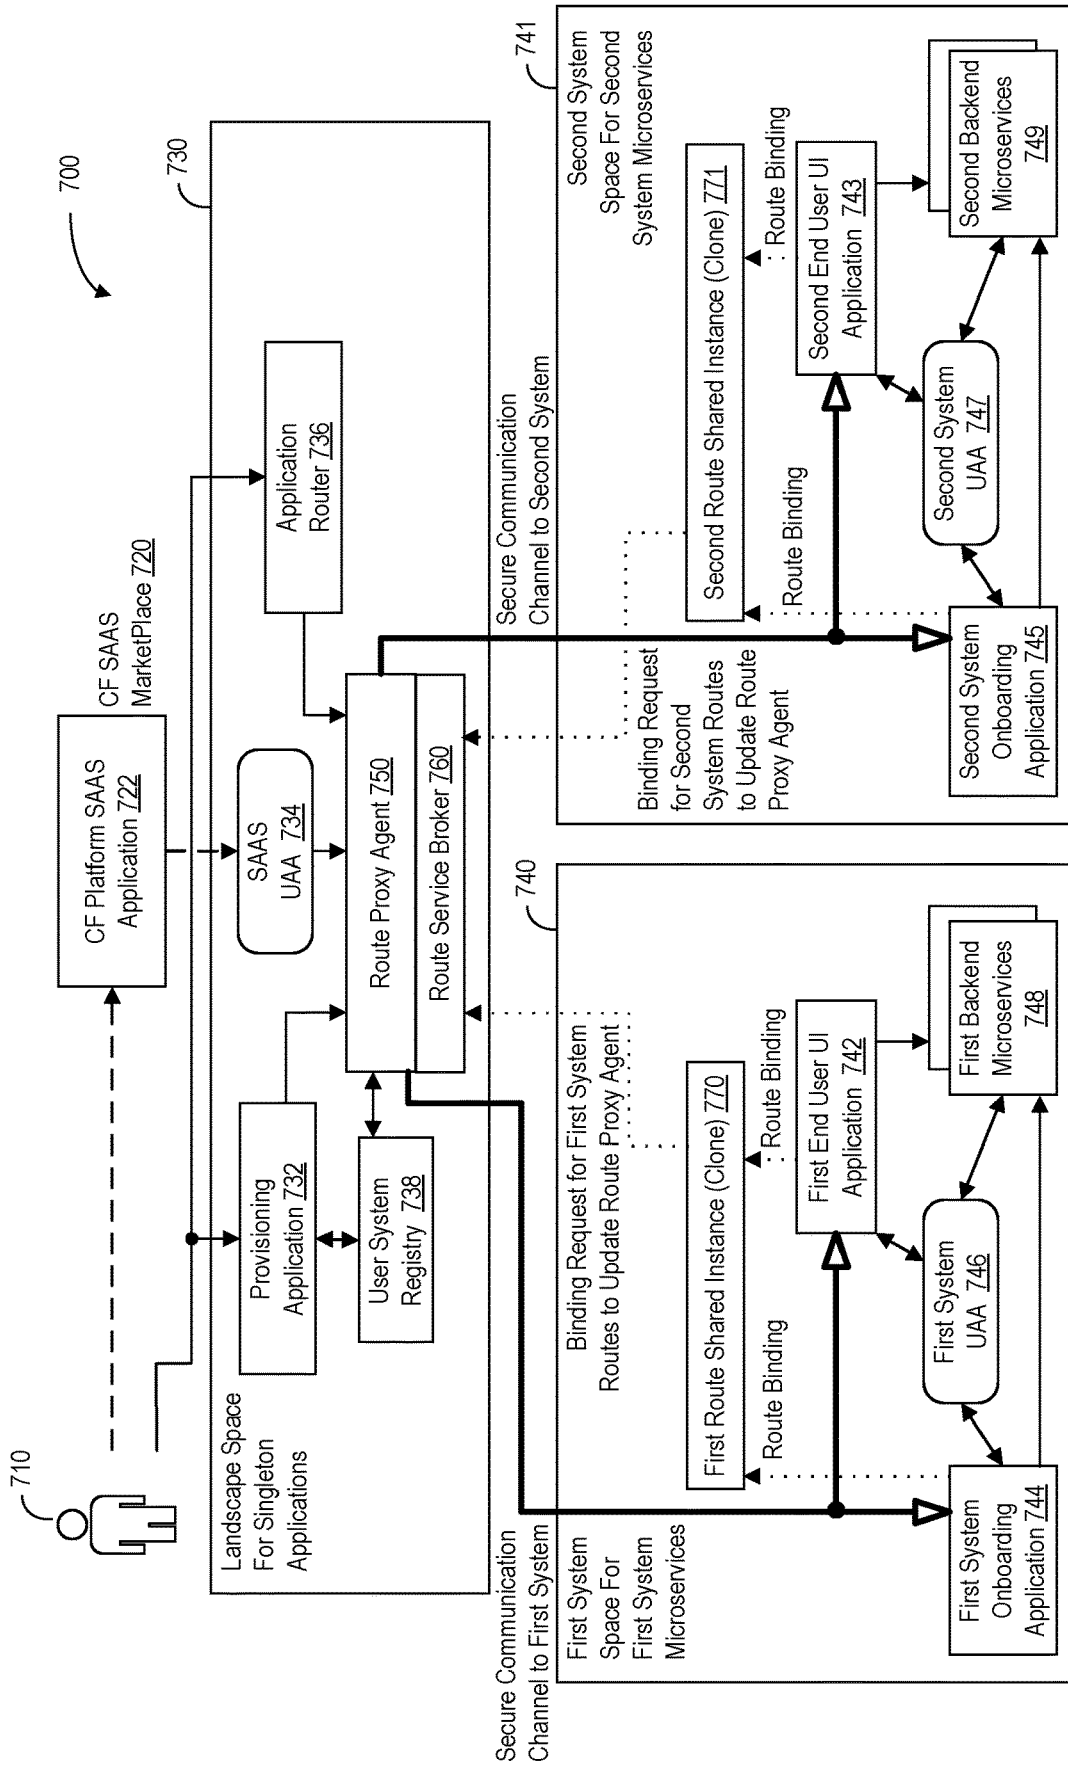 700
710
CF SAAS
MarketPlace 720
CF Platform SAAS
Application 722
730
Landscape Space
For Singleton
Applications
Provisioning
Application 732
SAAS
UAA 734
Application
Router 736
User System
Registry 738
Route Proxy Agent 750
Route Service Broker 760
Secure Communication
Channel to First System
Secure Communication
Channel to Second System
740
First System
Space For
First System
Microservices
Binding Request for First System
Routes to Update Route Proxy Agent
First Route Shared Instance (Clone) 770
Route Binding
Route Binding
First End User UI
Application 742
First System
UAA 746
First System
Onboarding
Application 744
First Backend
Microservices
748
741
Second System
Space For Second
System Microservices
Binding Request
for Second
System Routes
to Update Route
Proxy Agent
Second Route Shared Instance (Clone) 771
Route Binding
Route Binding
Second End User UI
Application 743
Second System
UAA 747
Second System
Onboarding
Application 745
Second Backend
Microservices
749